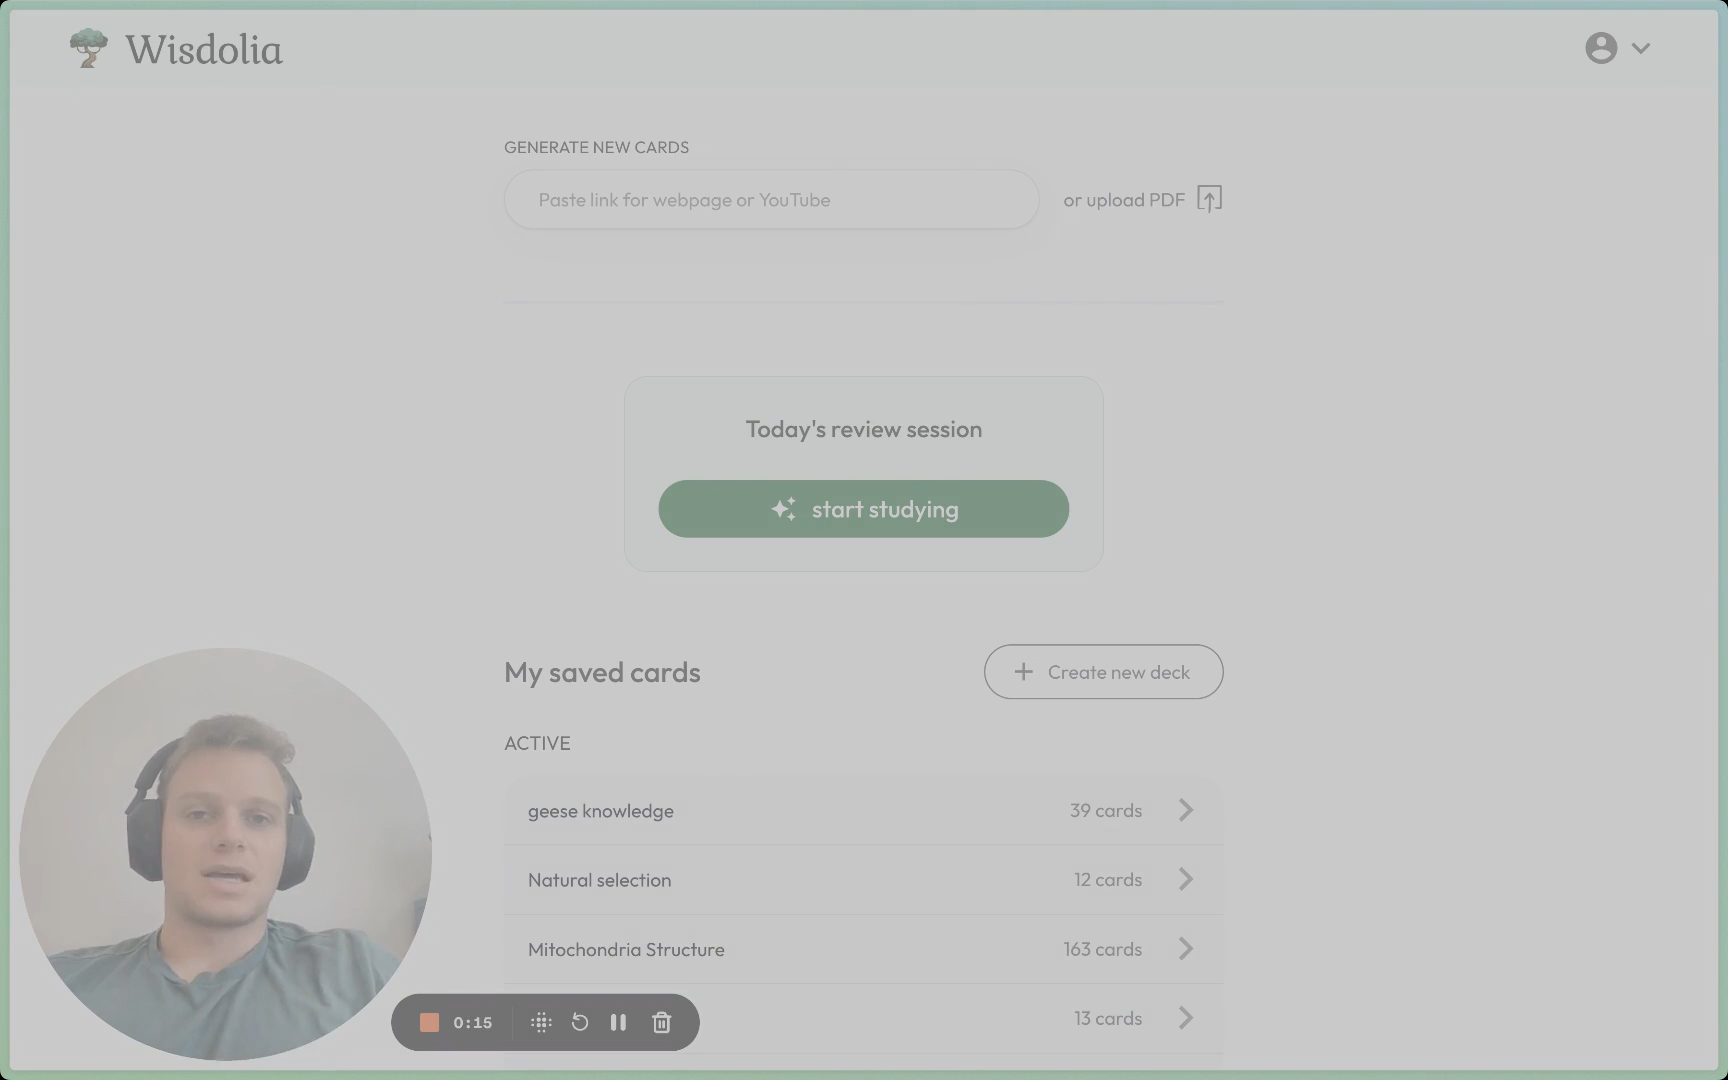 Wisdolia
GENERATE NEW CARDS
Paste link for webpage or YouTube
or upload PDF
Today's review session
start studying
My saved cards
Create new deck
ACTIVE
geese knowledge
39 cards
Natural selection
12 cards
Mitochondria Structure
163 cards
13 cards
0:15